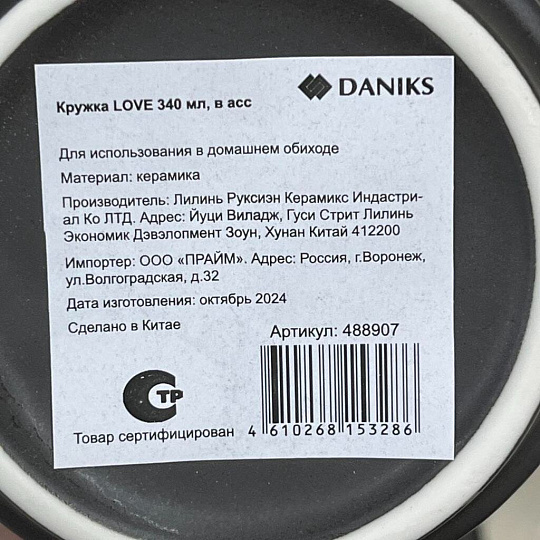 DANIKS
Кружка LOVE 340 мл, в асс
Для использования в домашнем обиходе
Материал: керамика
Производитель: Лилинь Руксиэн Керамикс Индастри-
ал Ко ЛТД. Адрес: Йуци Виладж, Гуси Стрит Лилинь
Экономик Дэвэлопмент Зоун, Хунан Китай 412200
Импортер: ООО «ПРАЙМ». Адрес: Россия, г.Воронеж,
ул.Волгоградская, д.32
Дата изготовления: октябрь 2024
Сделано в Китае
Артикул: 488907
ТР
Товар сертифицирован
4 610268 153286